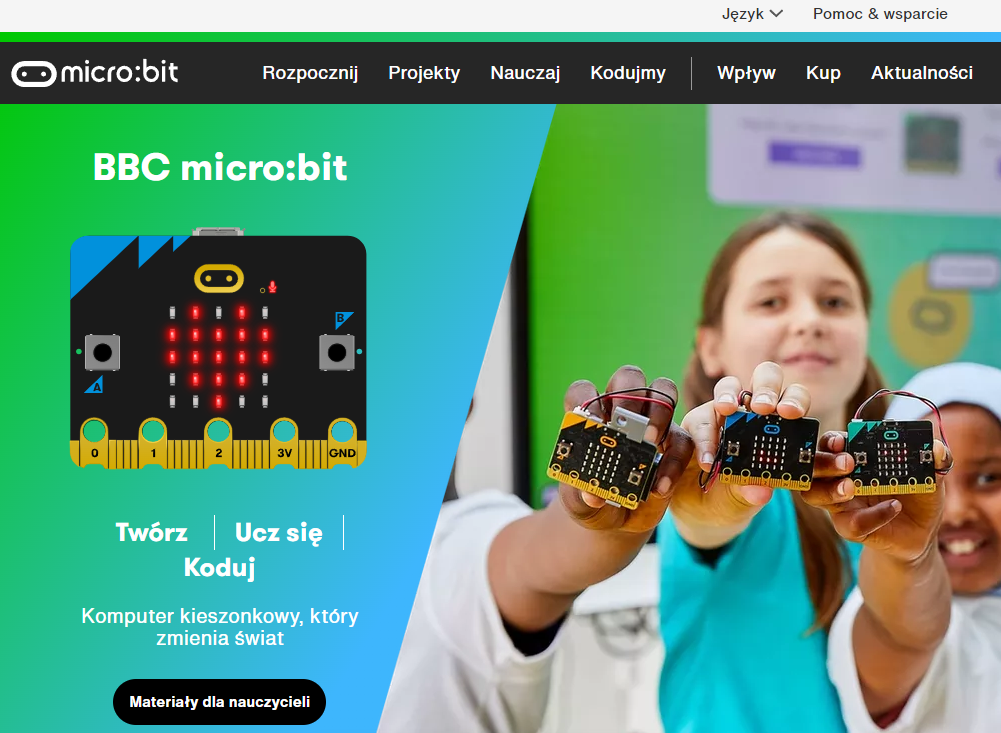 Język Pomoc & wsparcie
micro:bit Rozpocznij Projekty Nauczaj Kodujmy Wpływ Kup Aktualności
BBC micro:bit
B
A
0 1 2 3V GND
Twórz Ucz się
Koduj
Komputer kieszonkowy, który
zmienia świat
Materiały dla nauczycieli